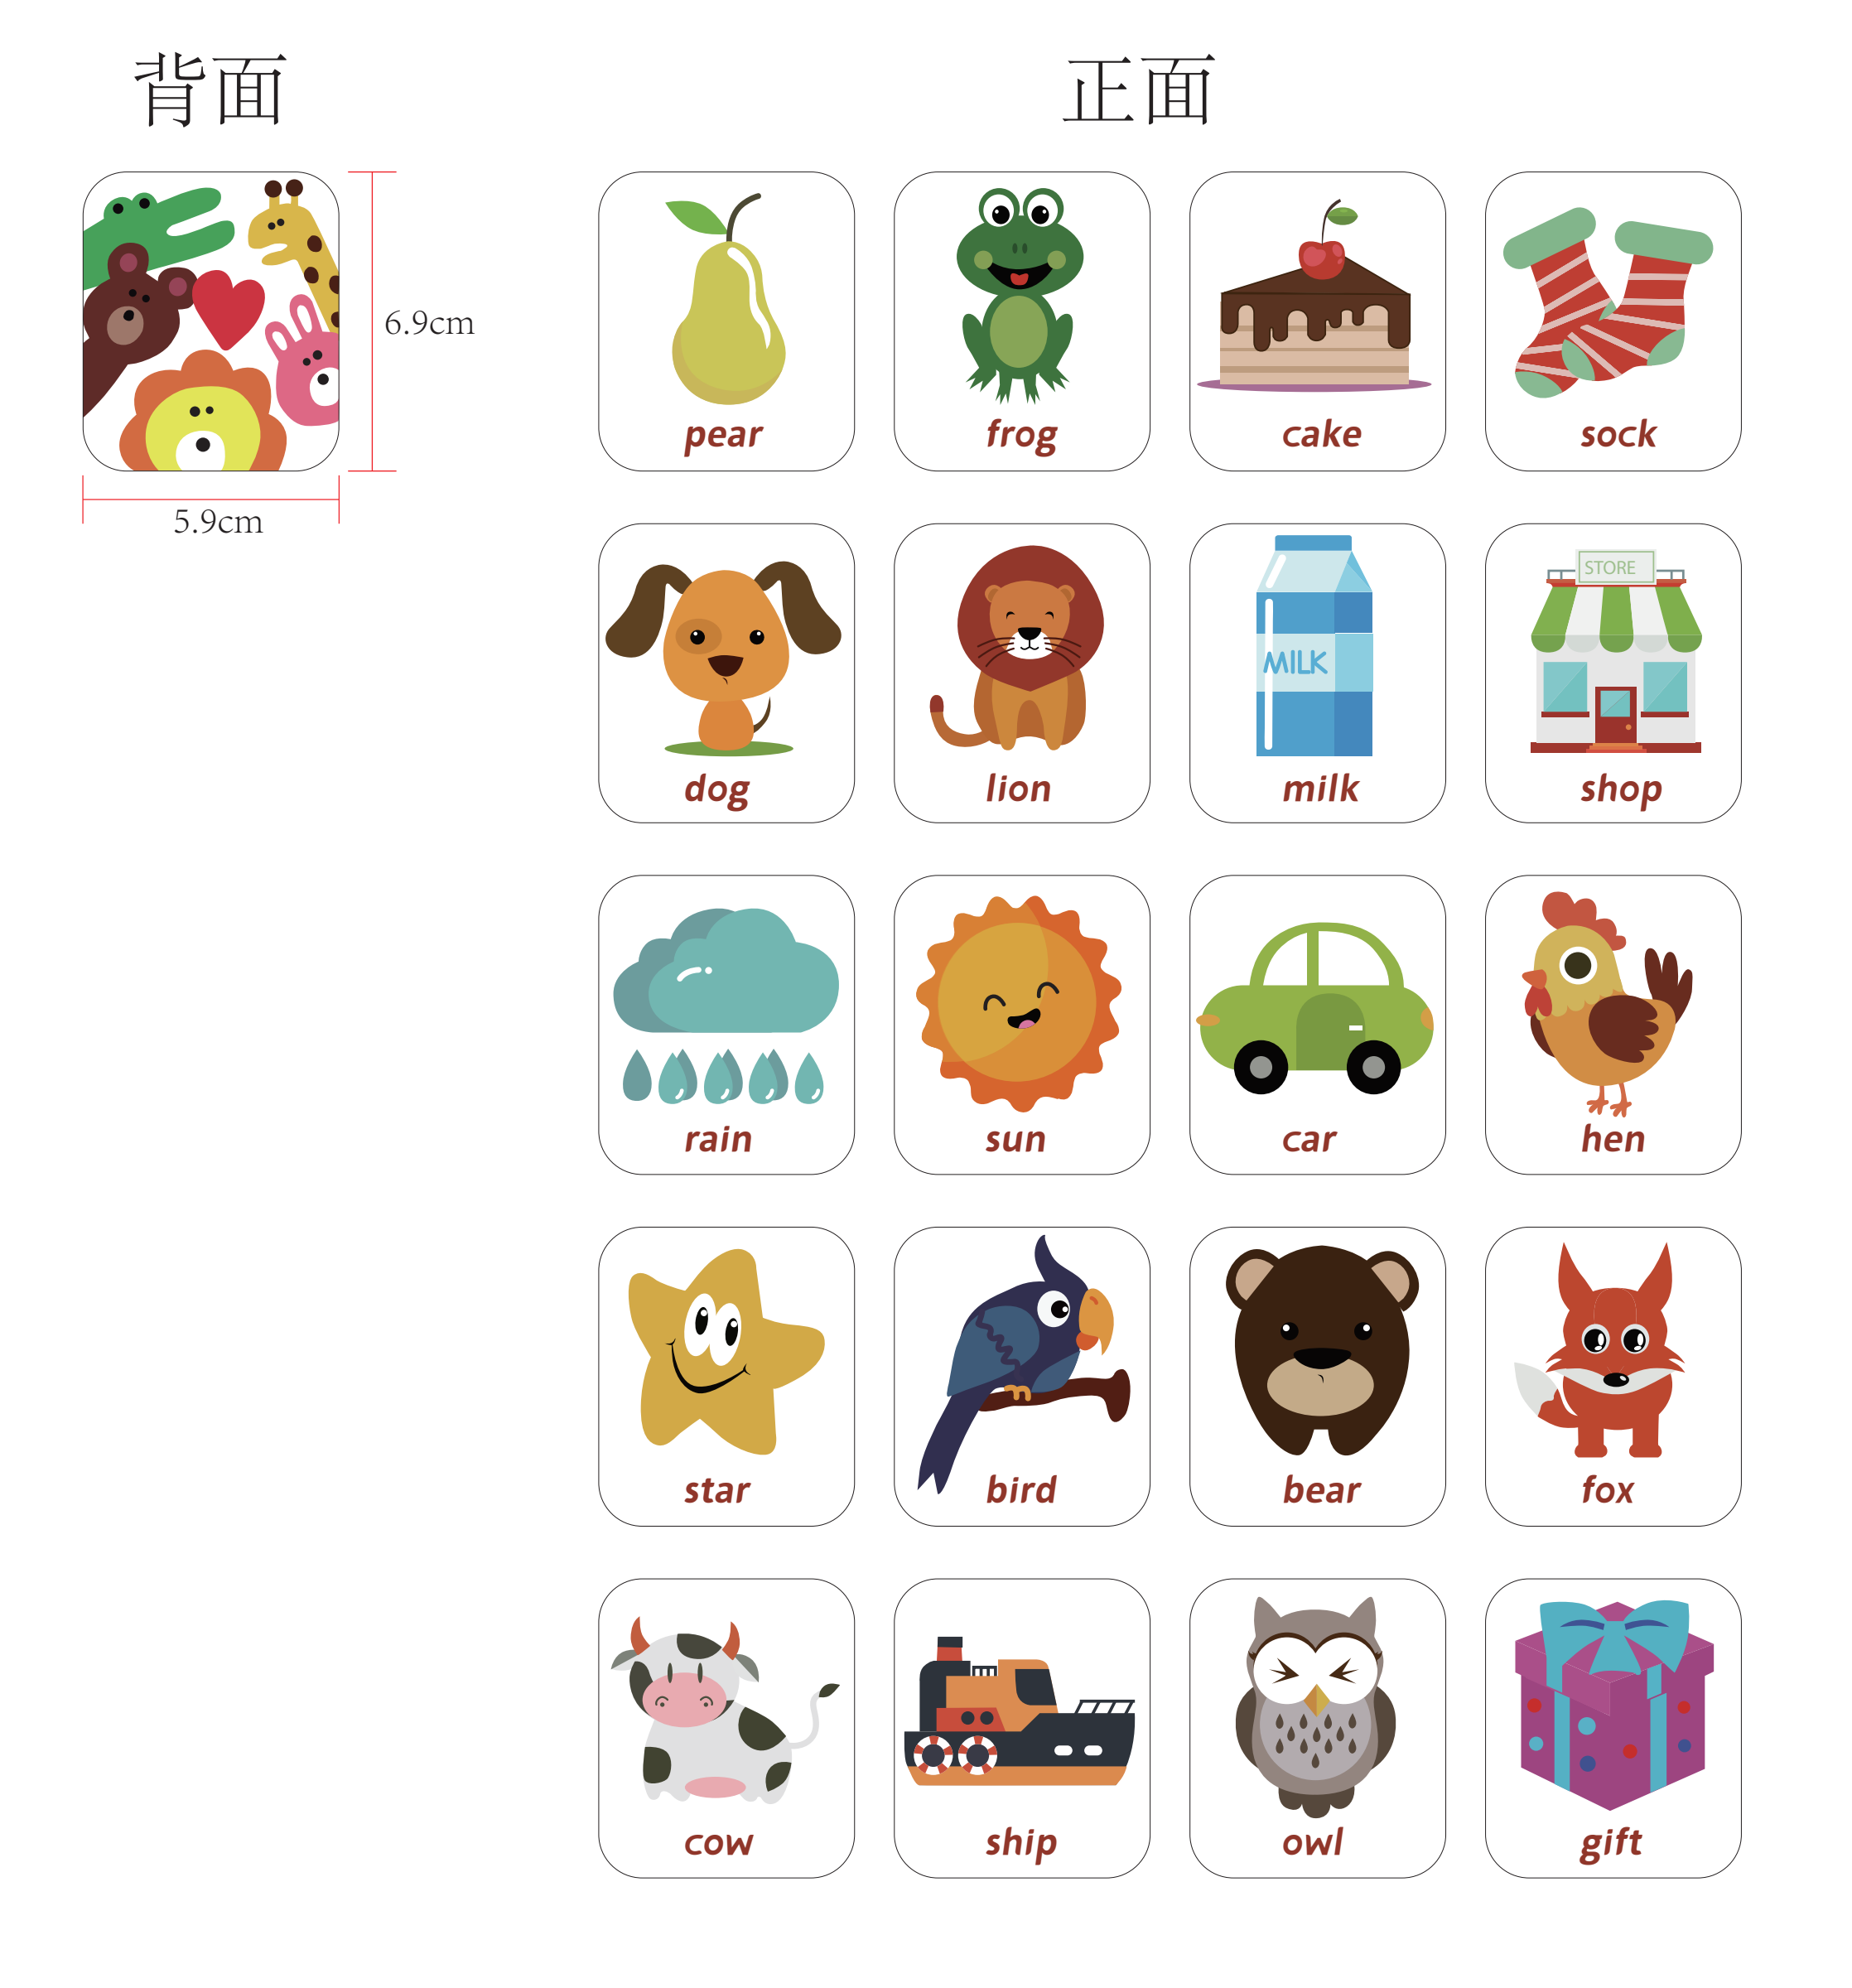 背面
正面
6.9cm
5.9cm
pear
frog
cake
sock
STORE
MILK
dog
lion
milk
shop
rain
sun
car
hen
star
bird
bear
fox
cow
ship
owl
gift